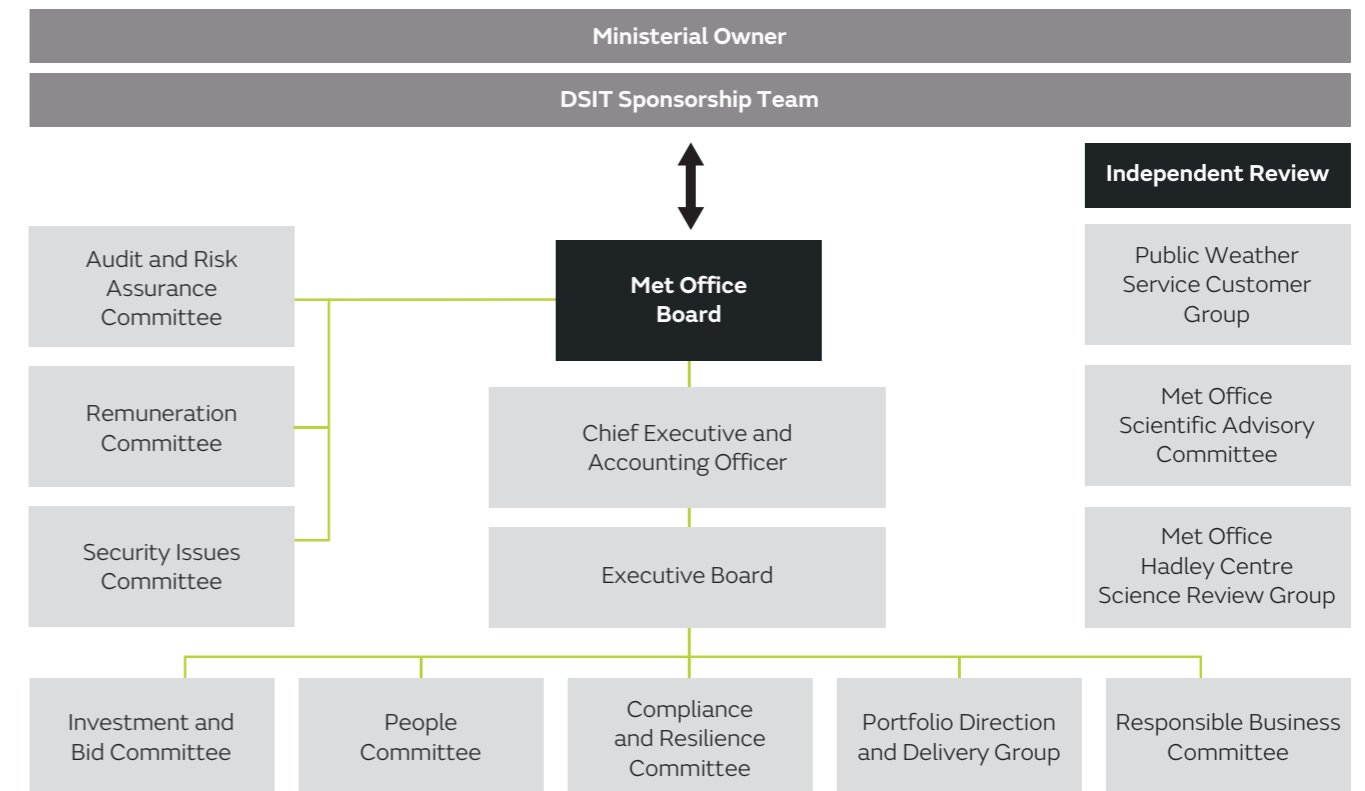 Ministerial Owner
DSIT Sponsorship Team
Independent Review
Audit and Risk
Assurance
Committee
Met Office
Board
Public Weather
Service Customer
Group
Remuneration
Committee
Chief Executive and
Accounting Officer
Met Office
Scientific Advisory
Committee
Security Issues
Committee
Executive Board
Met Office
Hadley Centre
Science Review Group
Investment and
Bid Committee
People
Committee
Compliance
and Resilience
Committee
Portfolio Direction
and Delivery Group
Responsible Business
Committee